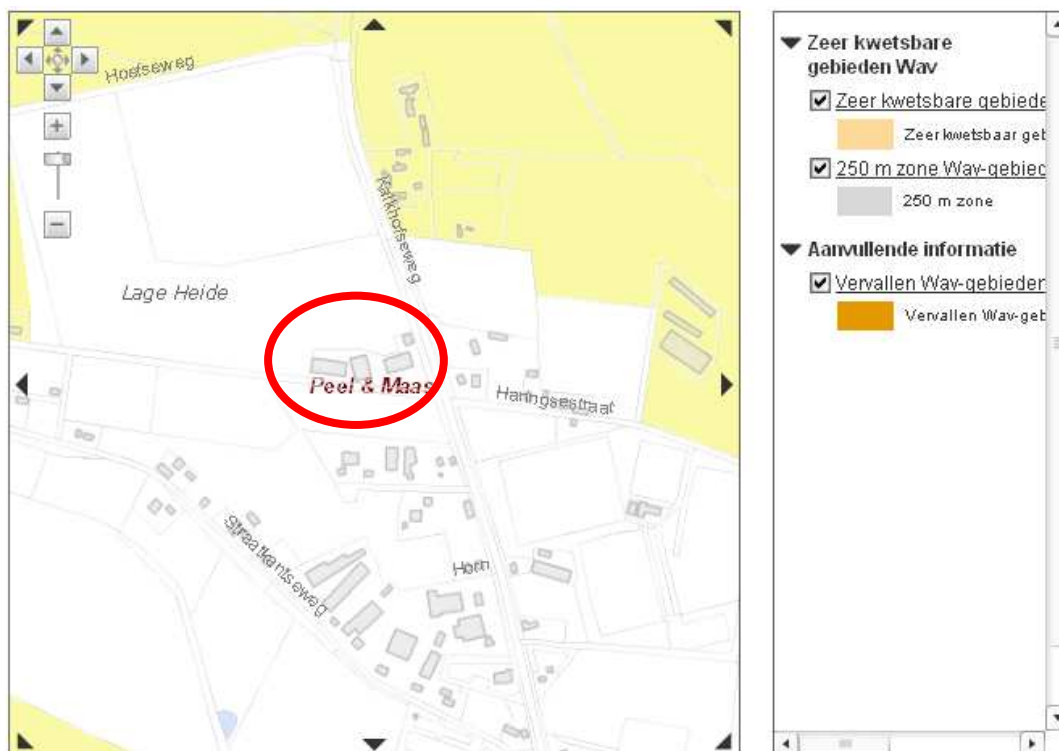 Hoefseweg
Kalkhofseweg
Lage Heide
Peel & Maas
Haringsestraat
Straatkantseweg
Horn
Zeer kwetsbare
gebieden Wav
Zeer kwetsbare gebiede
Zeer kwetsbaar geb
250 m zone Wav-gebied
250 m zone
Aanvullende informatie
Vervallen Wav-gebieden
Vervallen Wav-geb